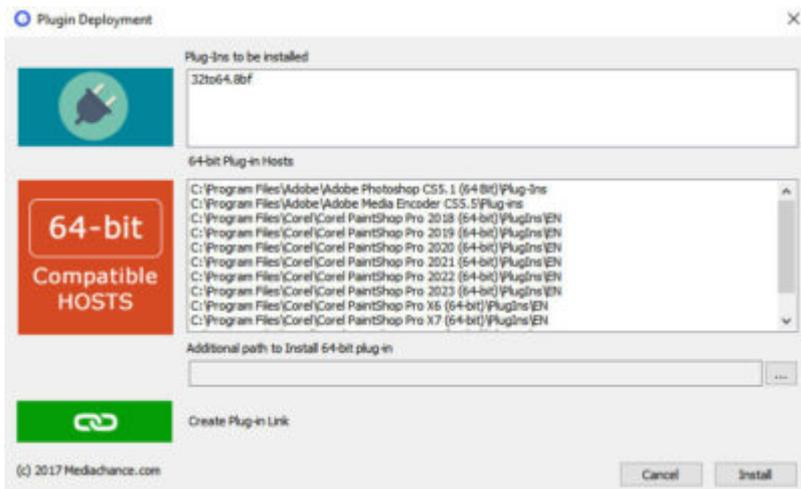 Plugin Deployment
Plug-Ins to be installed
32to64.8bf
64-bit Plug-in Hosts
64-bit
Compatible
HOSTS
C:\Program Files\Adobe\Adobe Photoshop CS5.1 (64 Bit)\Plug-Ins
C:\Program Files\Adobe\Adobe Media Encoder CS5.5\Plug-ins
C:\Program Files\Corel\Corel PaintShop Pro 2018 (64-bit)\PlugIns\EN
C:\Program Files\Corel\Corel PaintShop Pro 2019 (64-bit)\PlugIns\EN
C:\Program Files\Corel\Corel PaintShop Pro 2020 (64-bit)\PlugIns\EN
C:\Program Files\Corel\Corel PaintShop Pro 2021 (64-bit)\PlugIns\EN
C:\Program Files\Corel\Corel PaintShop Pro 2022 (64-bit)\PlugIns\EN
C:\Program Files\Corel\Corel PaintShop Pro 2023 (64-bit)\PlugIns\EN
C:\Program Files\Corel\Corel PaintShop Pro X6 (64-bit)\PlugIns\EN
C:\Program Files\Corel\Corel PaintShop Pro X7 (64-bit)\PlugIns\EN
Additional path to Install 64-bit plug-in
...
Create Plug-in Link
(c) 2017 Mediachance.com
Cancel
Install